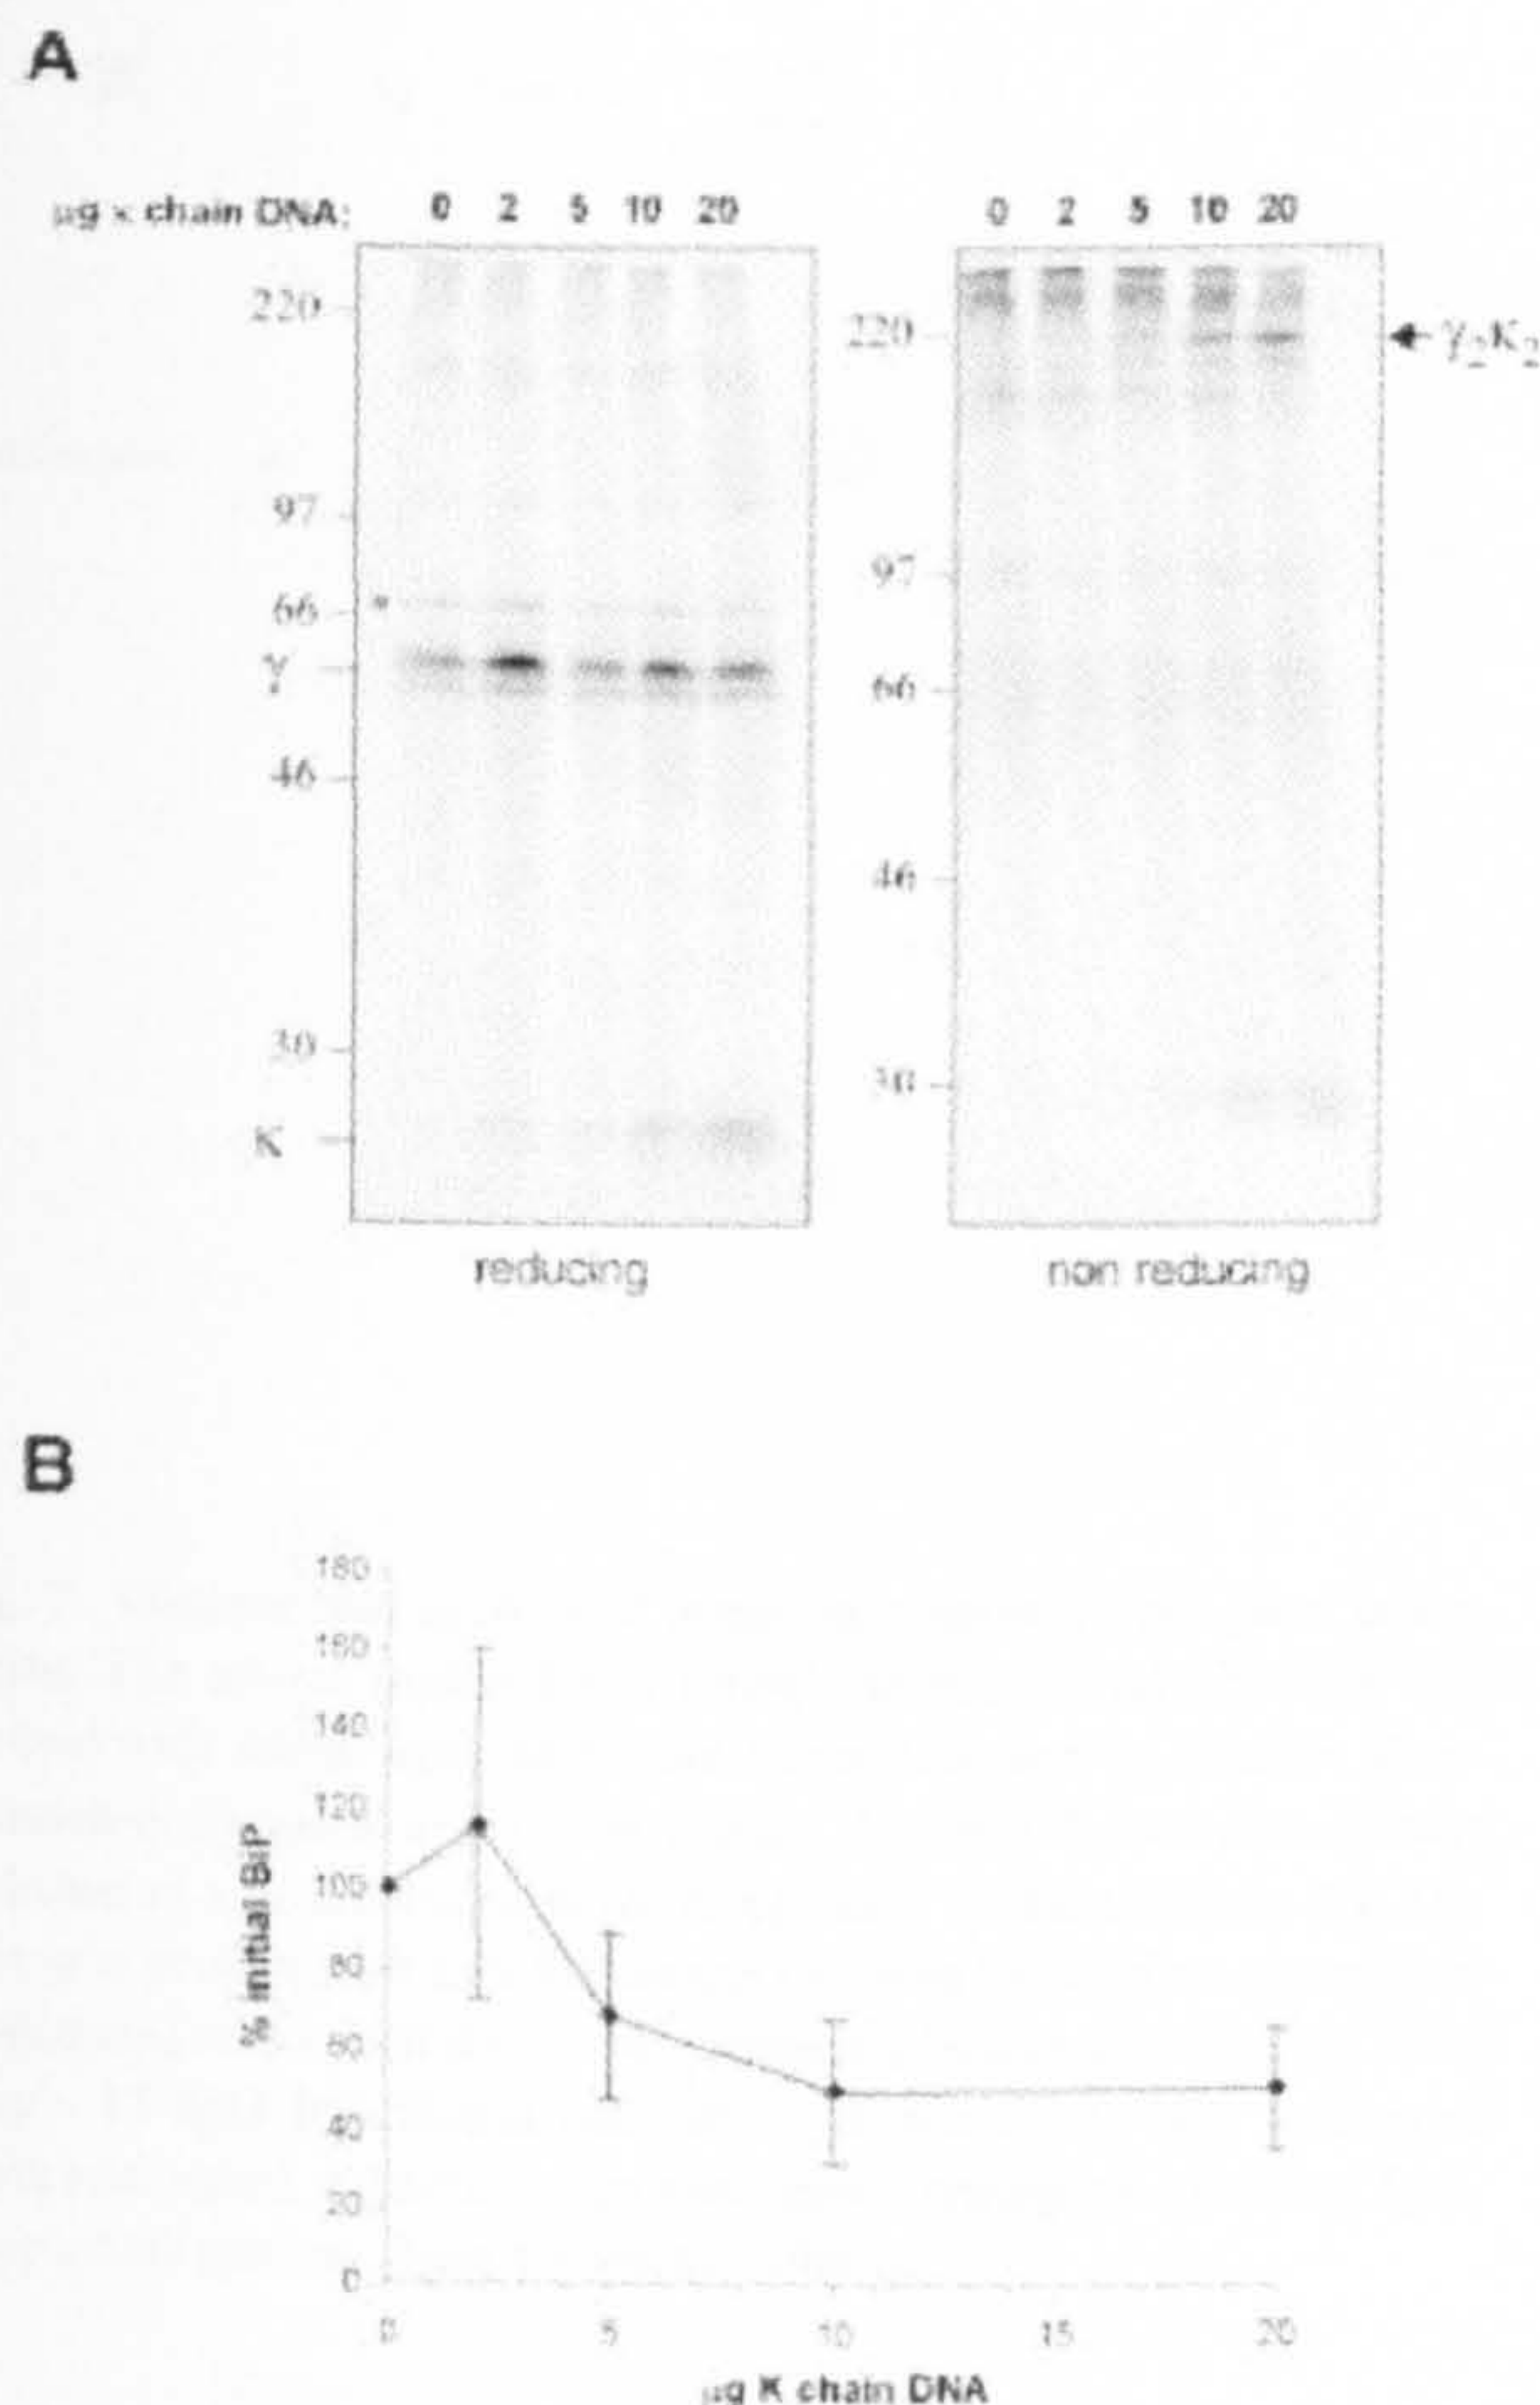 A
µg κ chain DNA: 0 2 5 10 20
0 2 5 10 20
220
97
* 66
γ
46
30
K
reducing
220
97
66
46
30
γ2K2
non reducing
B
180
160
140
120
100
80
60
40
20
0
% initial BiP
0 5 10 15 20
µg K chain DNA